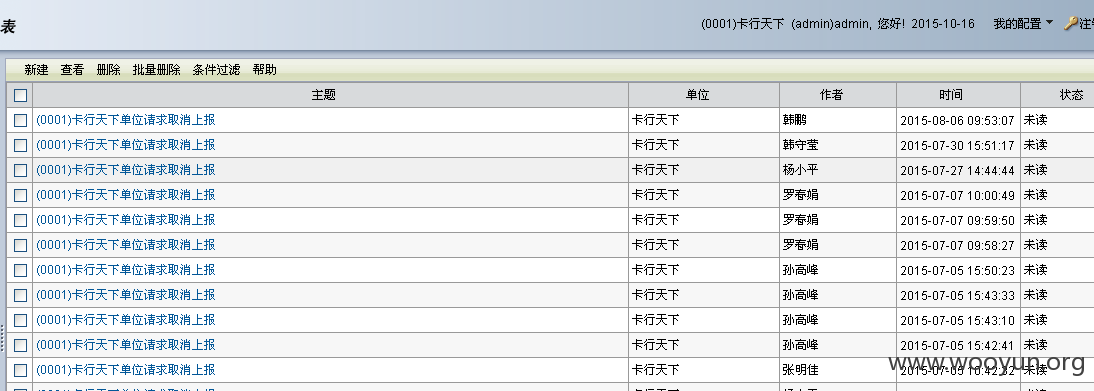 表
(0001)卡行天下 (admin)admin, 您好! 2015-10-16 我的配置 注
新建 查看 删除 批量删除 条件过滤 帮助
主题 单位 作者 时间 状态
(0001)卡行天下单位请求取消上报 卡行天下 韩鹏 2015-08-06 09:53:07 未读
(0001)卡行天下单位请求取消上报 卡行天下 韩守莹 2015-07-30 15:51:17 未读
(0001)卡行天下单位请求取消上报 卡行天下 杨小平 2015-07-27 14:44:44 未读
(0001)卡行天下单位请求取消上报 卡行天下 罗春娟 2015-07-07 10:00:49 未读
(0001)卡行天下单位请求取消上报 卡行天下 罗春娟 2015-07-07 09:59:50 未读
(0001)卡行天下单位请求取消上报 卡行天下 罗春娟 2015-07-07 09:58:27 未读
(0001)卡行天下单位请求取消上报 卡行天下 孙高峰 2015-07-05 15:50:23 未读
(0001)卡行天下单位请求取消上报 卡行天下 孙高峰 2015-07-05 15:43:33 未读
(0001)卡行天下单位请求取消上报 卡行天下 孙高峰 2015-07-05 15:43:10 未读
(0001)卡行天下单位请求取消上报 卡行天下 孙高峰 2015-07-05 15:42:41 未读
(0001)卡行天下单位请求取消上报 卡行天下 张明佳 2015-07-05 10:42:32 未读
www.wooyun.org